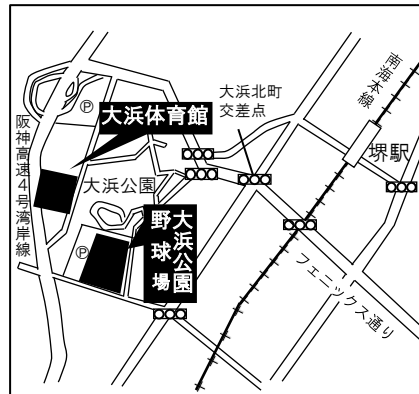 Ⓟ
大浜体育館
大浜北町
交差点
南海本線
阪神高速4号湾岸線
大浜公園
堺駅
大浜公園
野球場
Ⓟ
フェニックス通り